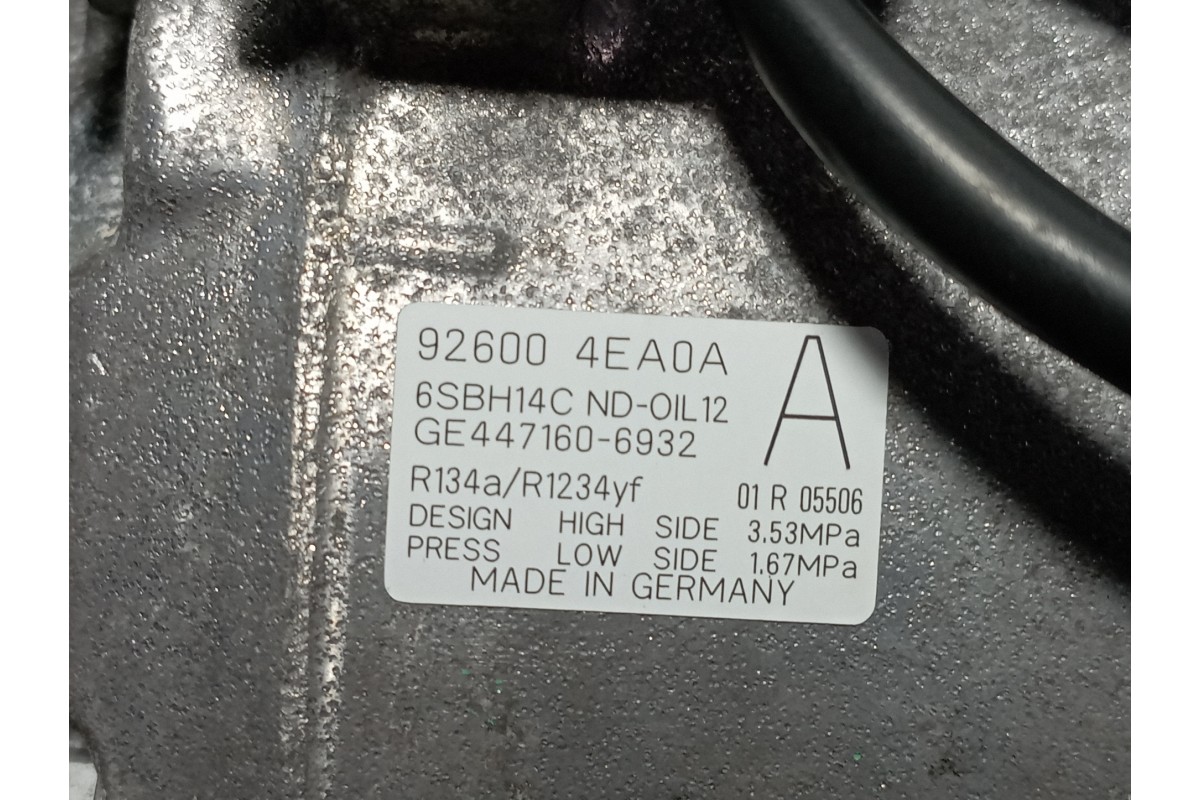 92600 4EA0A
A
6SBH14C ND-OIL12
GE447160-6932
R134a/R1234yf
01 R 05506
DESIGN HIGH SIDE 3.53MPa
PRESS LOW SIDE 1.67MPa
MADE IN GERMANY